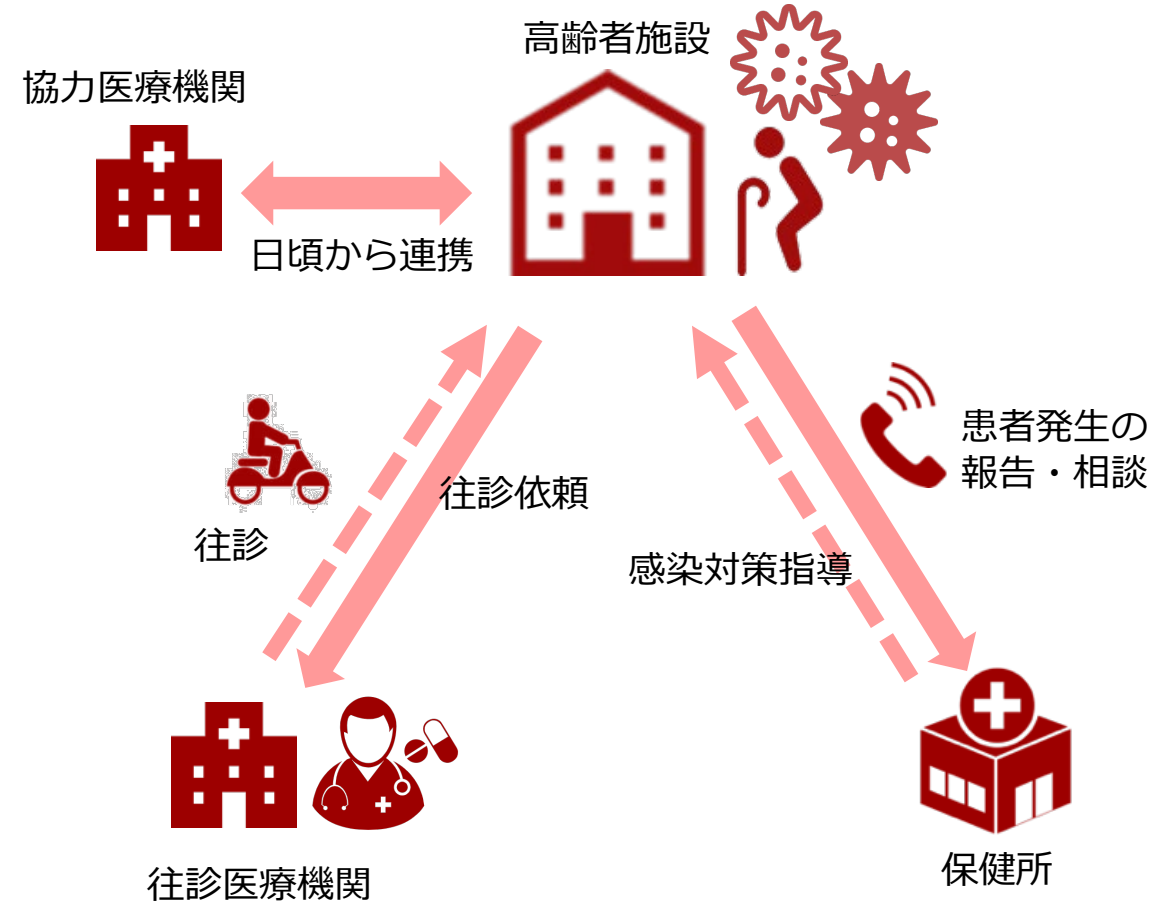 高齢者施設
協力医療機関
日頃から連携
患者発生の
報告・相談
往診依頼
往診
感染対策指導
保健所
往診医療機関